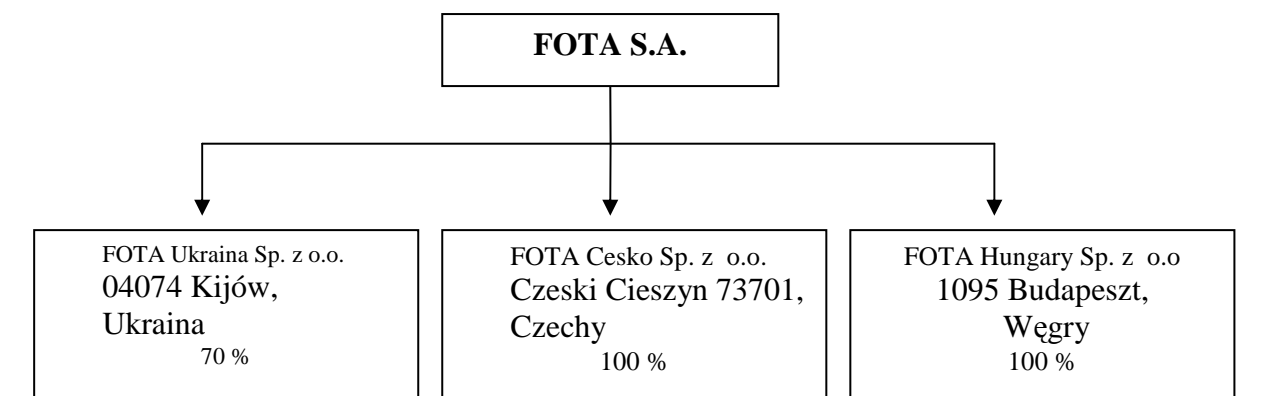 FOTA S.A.
FOTA Ukraina Sp. z o.o.
04074 Kijów,
Ukraina
70 %
FOTA Cesko Sp. z o.o.
Czeski Cieszyn 73701,
Czechy
100 %
FOTA Hungary Sp. z o.o
1095 Budapeszt,
Węgry
100 %